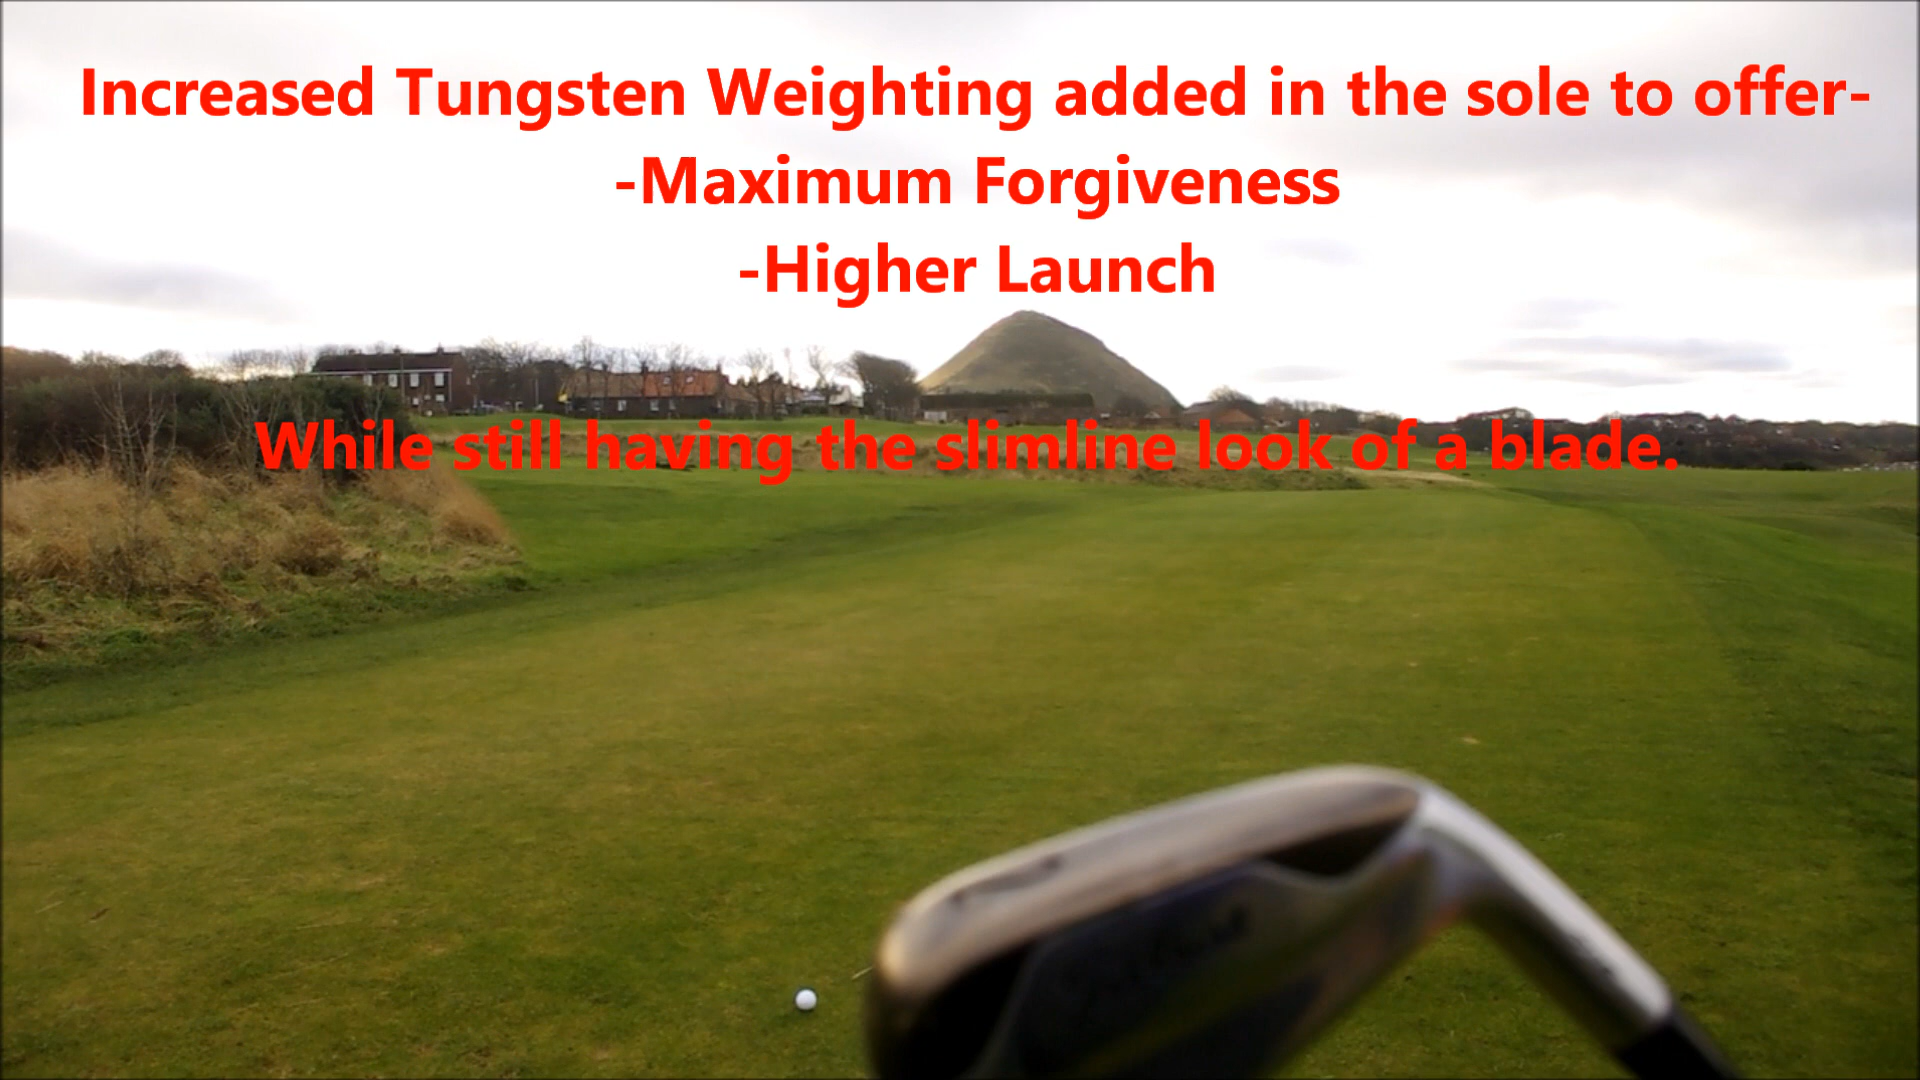 Increased Tungsten Weighting added in the sole to offer-
-Maximum Forgiveness
-Higher Launch
While still having the slimline look of a blade.